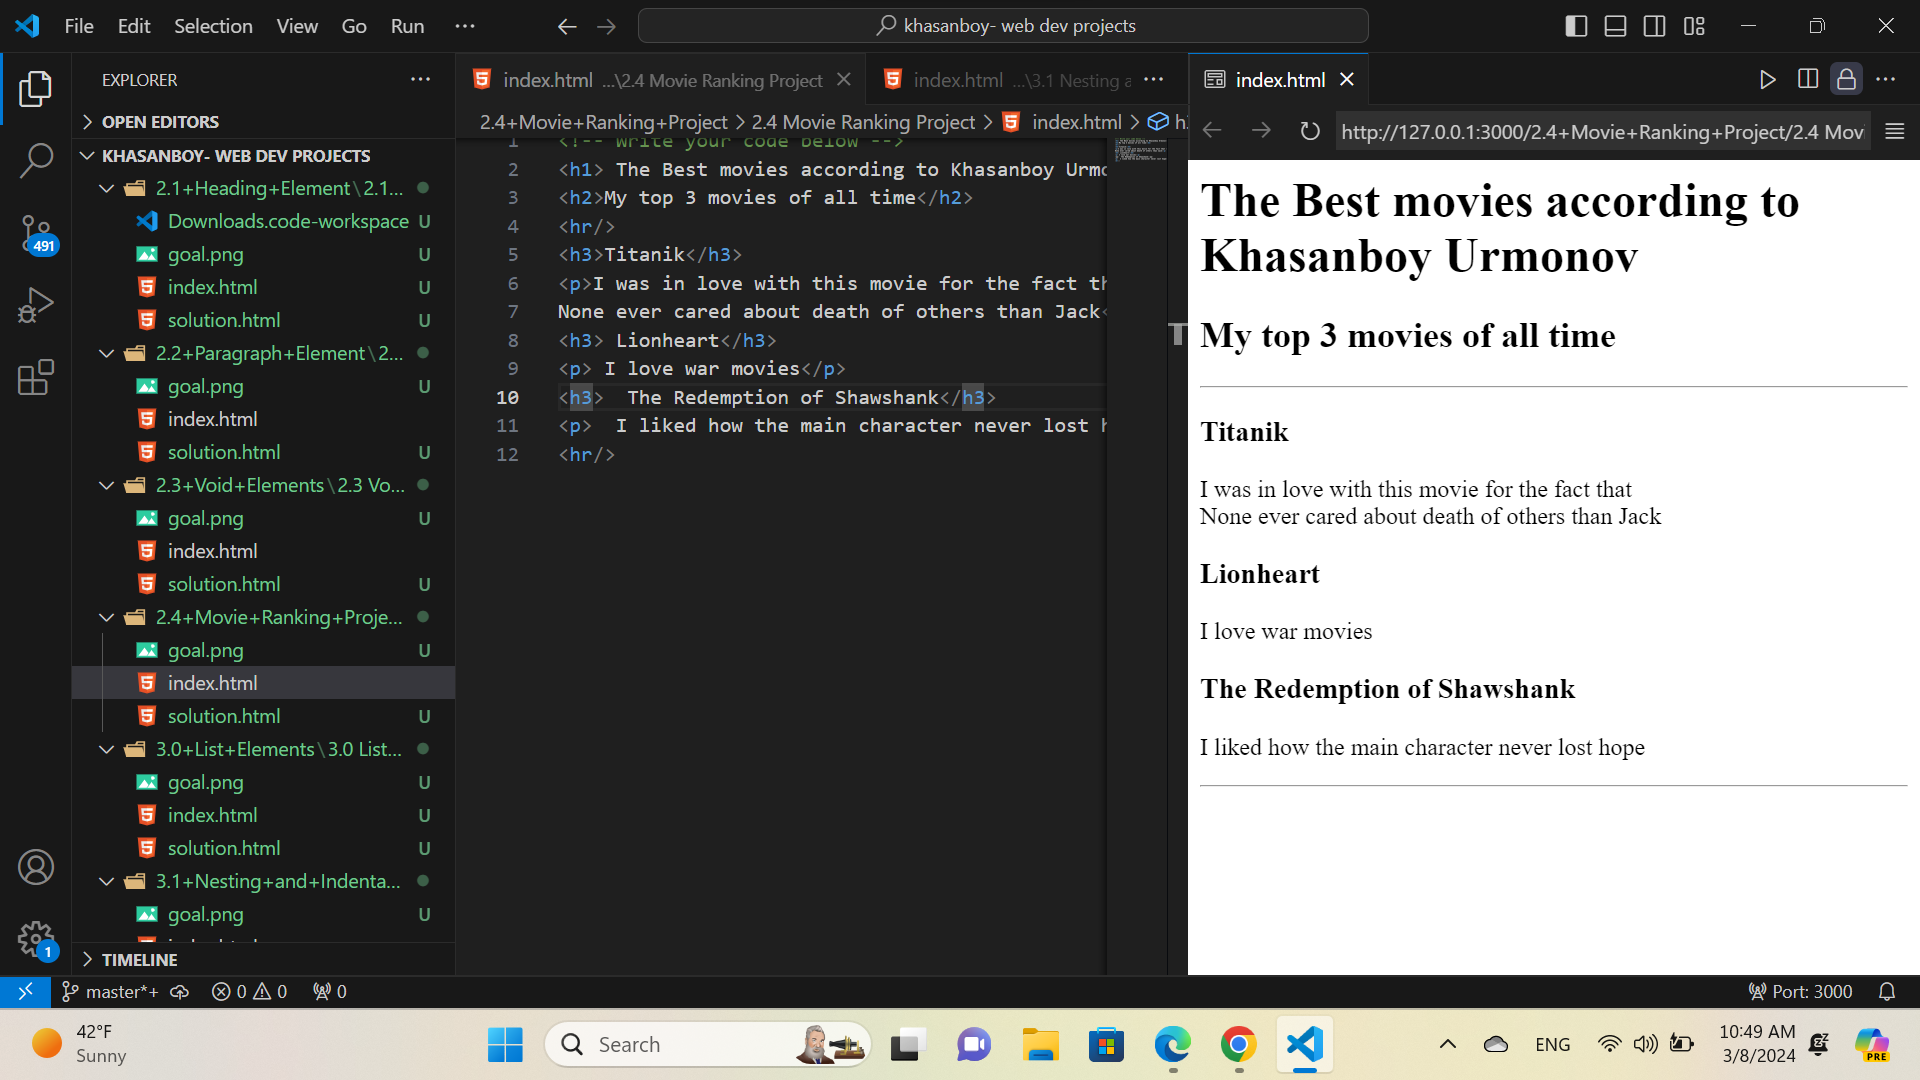 File Edit Selection View Go Run ···
khasanboy- web dev projects
EXPLORER ···
OPEN EDITORS
KHASANBOY- WEB DEV PROJECTS
2.1+Heading+Element\2.1...
Downloads.code-workspace U
goal.png U
index.html U
solution.html U
2.2+Paragraph+Element\2...
goal.png U
index.html
solution.html U
2.3+Void+Elements\2.3 Vo...
goal.png U
index.html
solution.html U
2.4+Movie+Ranking+Proje...
goal.png U
index.html
solution.html U
3.0+List+Elements\3.0 List...
goal.png U
index.html U
solution.html U
3.1+Nesting+and+Indenta...
goal.png U
TIMELINE
491
1
index.html ...\2.4 Movie Ranking Project
index.html ...\3.1 Nesting a ···
2.4+Movie+Ranking+Project > 2.4 Movie Ranking Project > index.html > h
1 <!-- Write your code below -->
2 <h1> The Best movies according to Khasanboy Urmo
3 <h2>My top 3 movies of all time</h2>
4 <hr/>
5 <h3>Titanik</h3>
6 <p>I was in love with this movie for the fact th
7 None ever cared about death of others than Jack<
8 <h3> Lionheart</h3>
9 <p> I love war movies</p>
10 <h3>  The Redemption of Shawshank</h3>
11 <p>  I liked how the main character never lost h
12 <hr/>
index.html ···
http://127.0.0.1:3000/2.4+Movie+Ranking+Project/2.4 Movi
The Best movies according to
Khasanboy Urmonov
My top 3 movies of all time
Titanik
I was in love with this movie for the fact that
None ever cared about death of others than Jack
Lionheart
I love war movies
The Redemption of Shawshank
I liked how the main character never lost hope
master*+ 0 0 0 Port: 3000
42°F
Sunny
Search
ENG
10:49 AM
3/8/2024
PRE